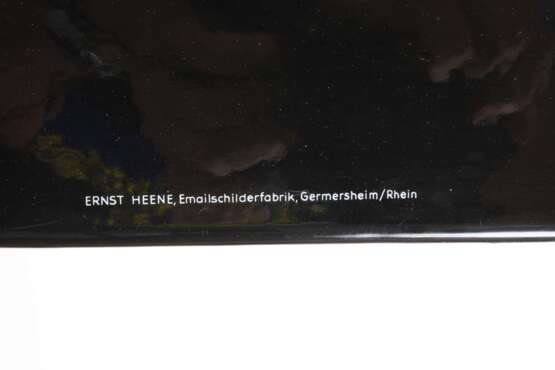 ERNST HEENE, Emailschilderfabrik, Germersheim/Rhein